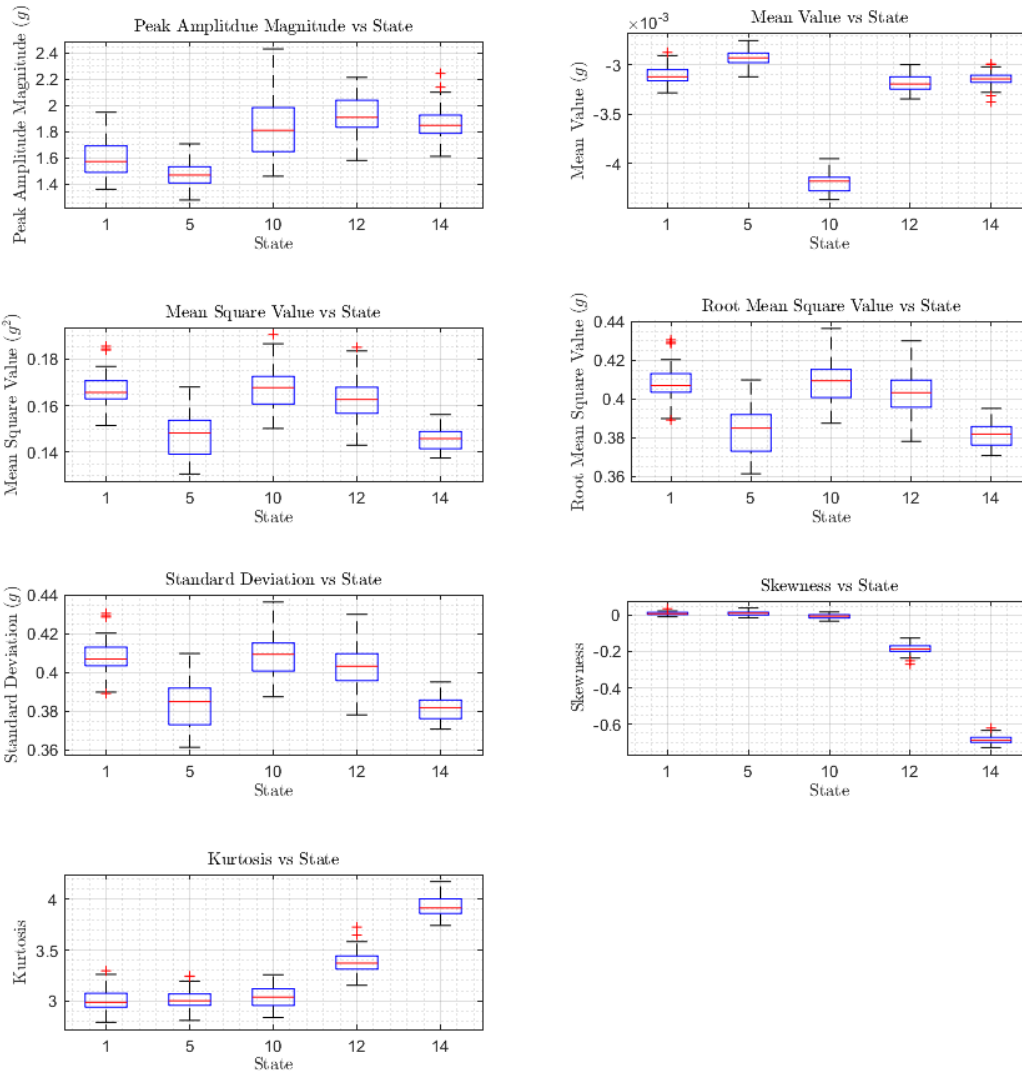 Peak Amplitdue Magnitude vs State
Peak Amplitude Magnitude (g)
2.4
2.2
2
1.8
1.6
1.4
1 5 10 12 14
State
Mean Value vs State
×10⁻³
Mean Value (g)
-3
-3.5
-4
1 5 10 12 14
State
Mean Square Value vs State
Mean Square Value (g²)
0.18
0.16
0.14
1 5 10 12 14
State
Root Mean Square Value vs State
Root Mean Square Value (g)
0.44
0.42
0.4
0.38
0.36
1 5 10 12 14
State
Standard Deviation vs State
Standard Deviation (g)
0.44
0.42
0.4
0.38
0.36
1 5 10 12 14
State
Skewness vs State
Skewness
0
-0.2
-0.4
-0.6
1 5 10 12 14
State
Kurtosis vs State
Kurtosis
4
3.5
3
1 5 10 12 14
State